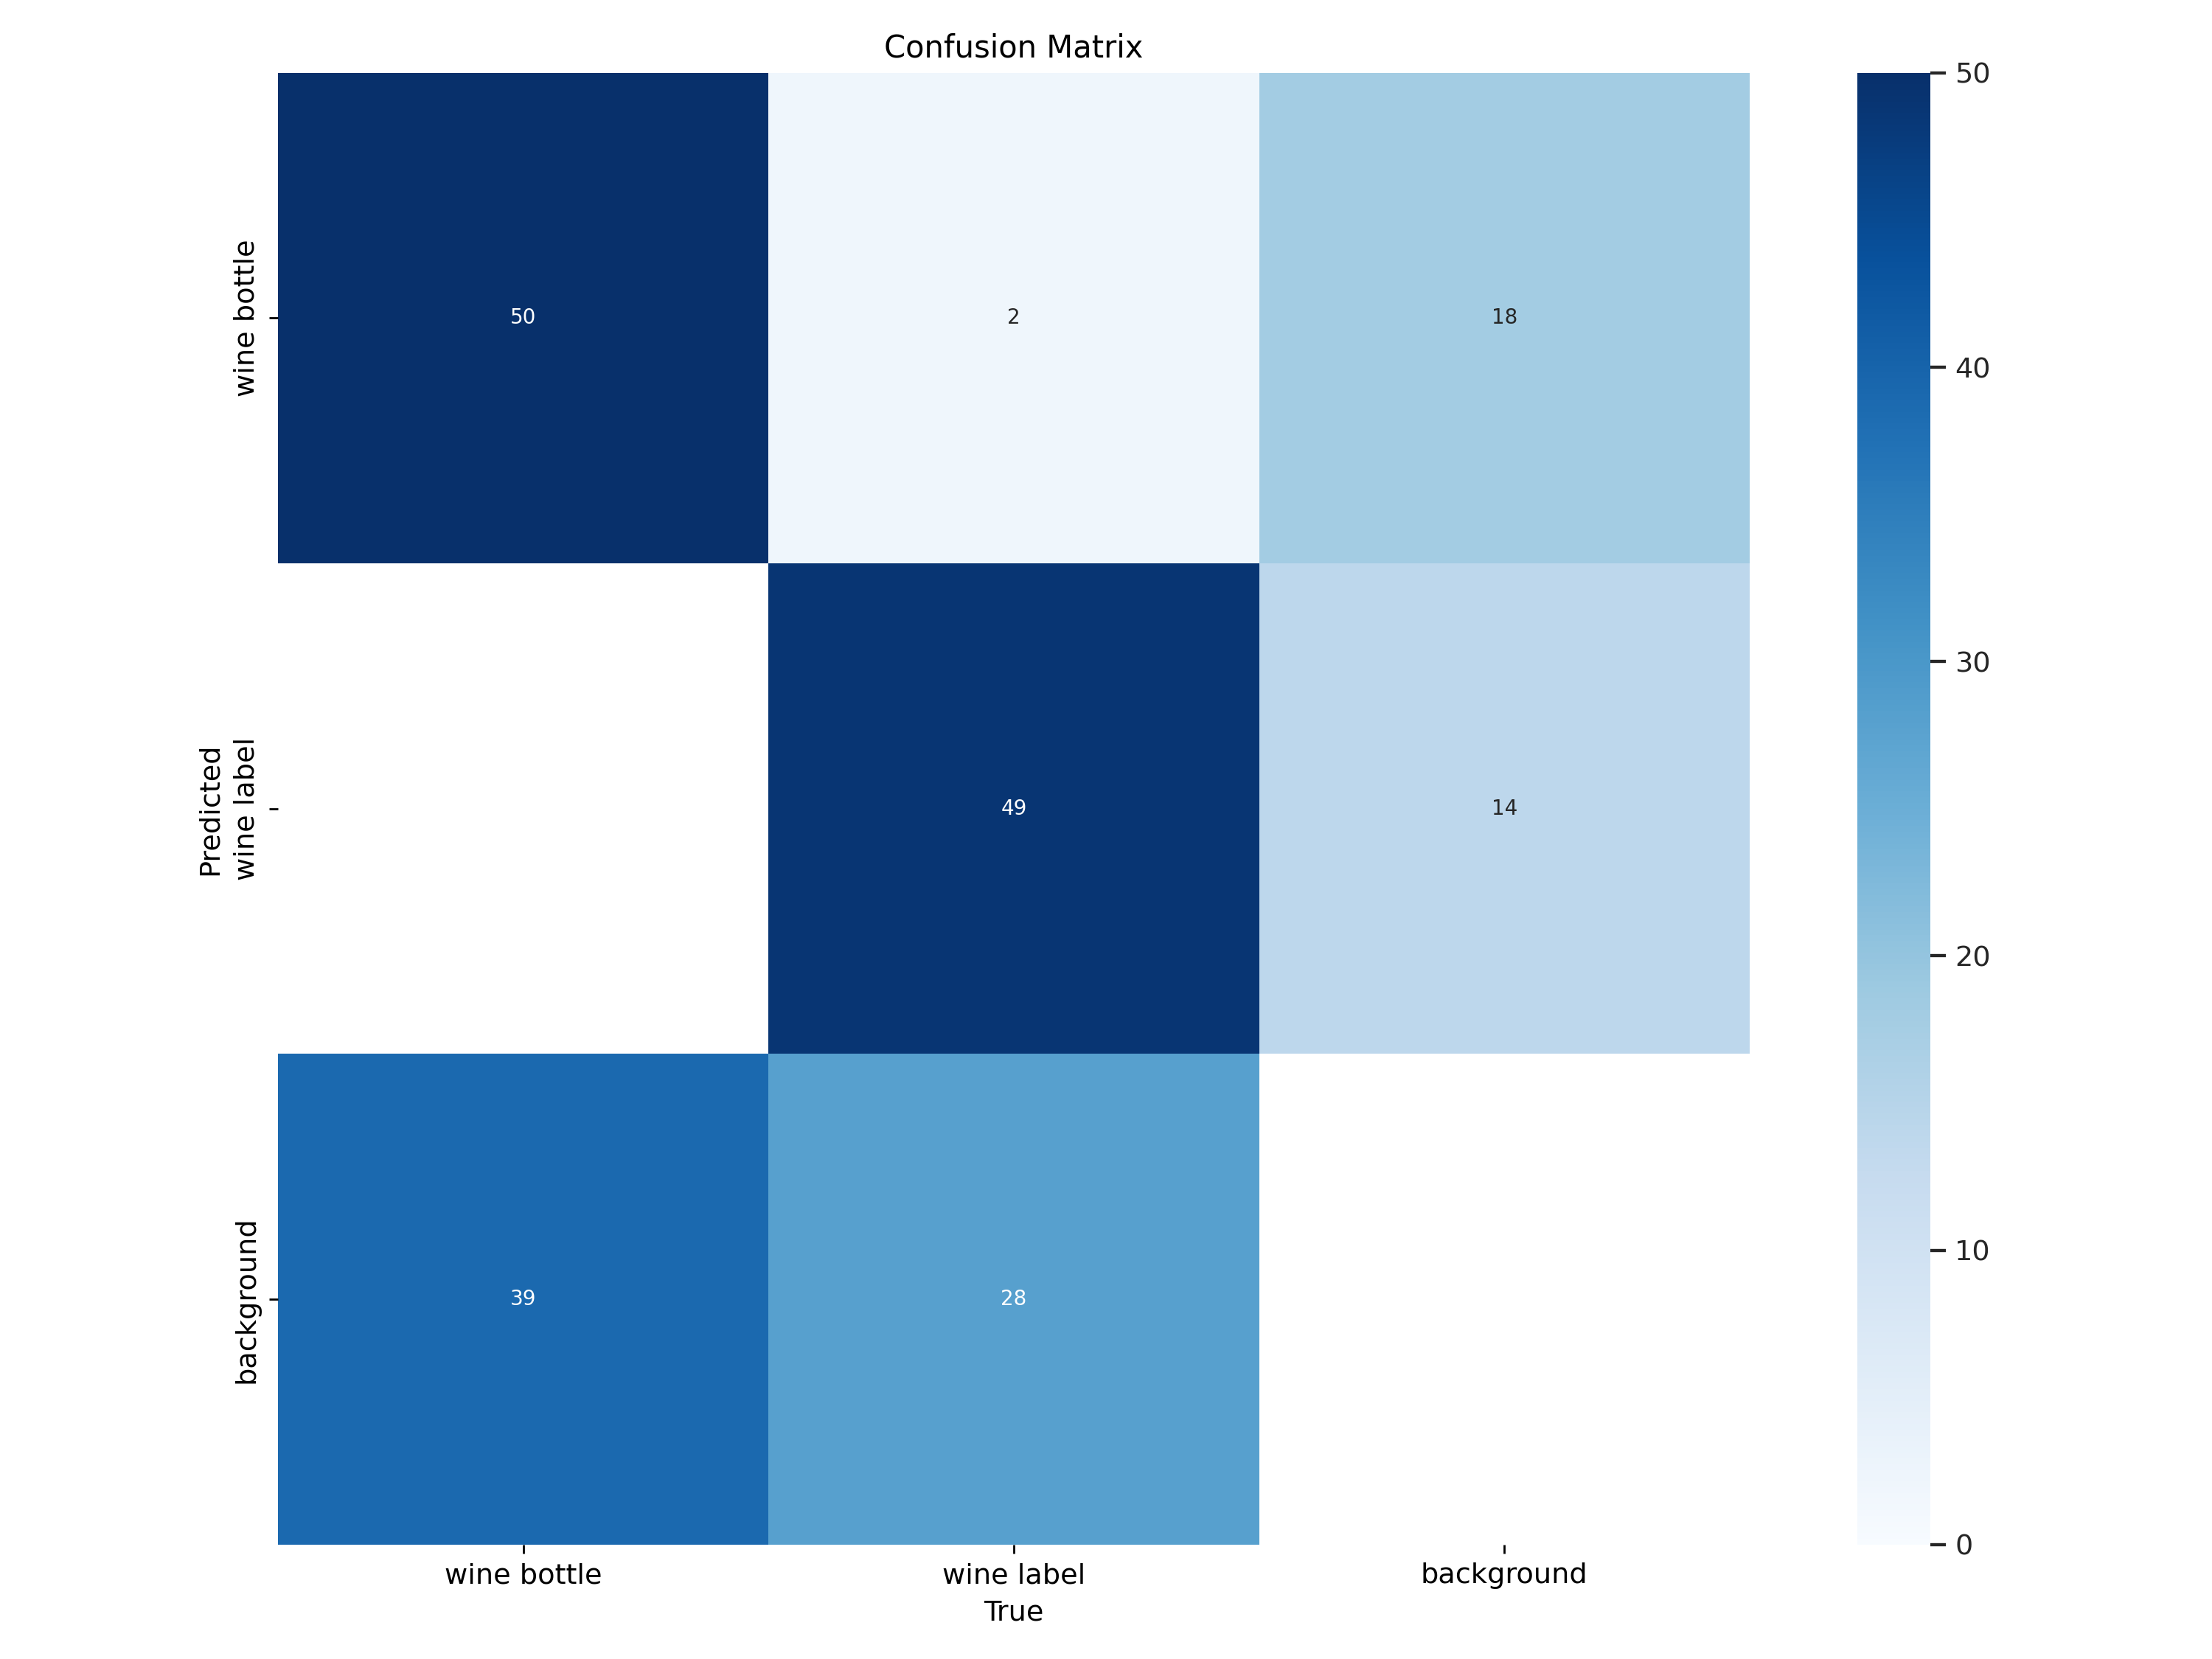 Confusion Matrix
wine bottle
50
2
18
Predicted
wine label
49
14
background
39
28
wine bottle
wine label
background
True
50
40
30
20
10
0